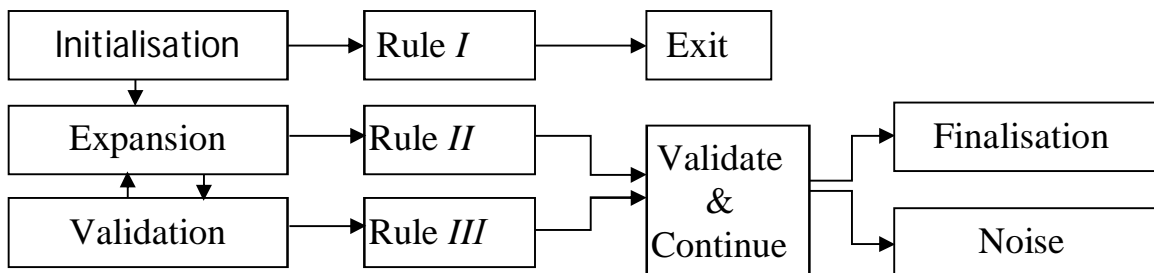 Initialisation
Rule I
Exit
Expansion
Rule II
Validate
&
Continue
Finalisation
Validation
Rule III
Noise